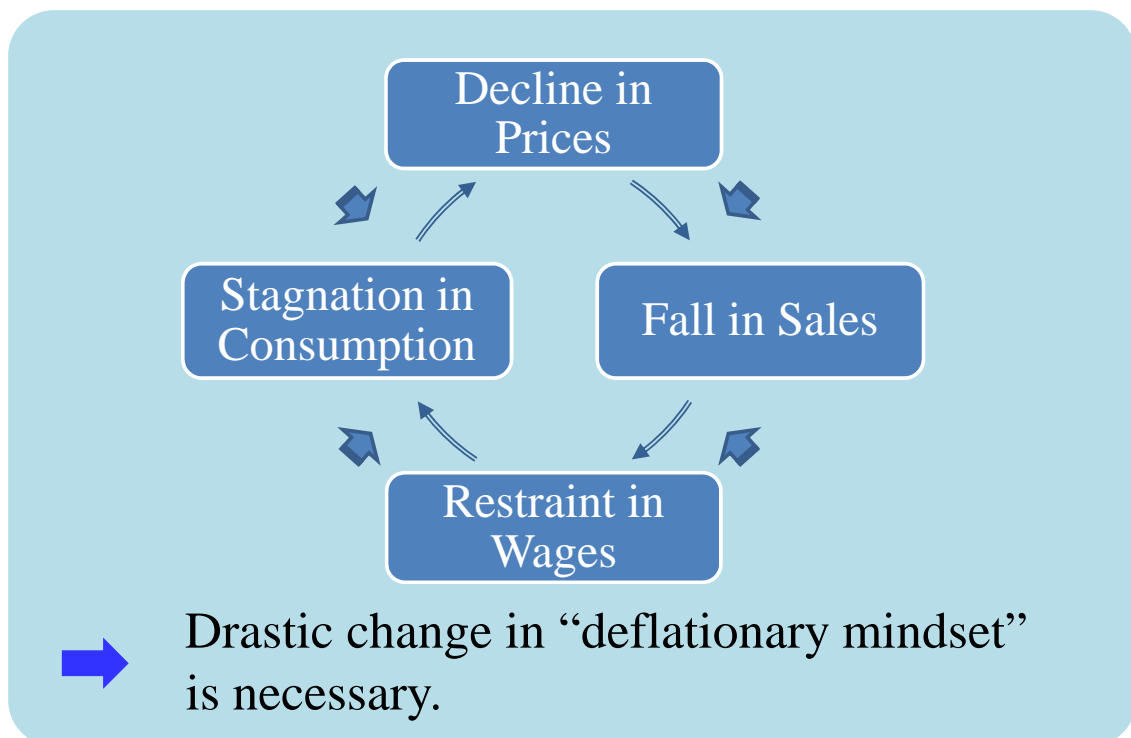 Decline in
Prices
Stagnation in
Consumption
Fall in Sales
Restraint in
Wages
Drastic change in “deflationary mindset”
is necessary.